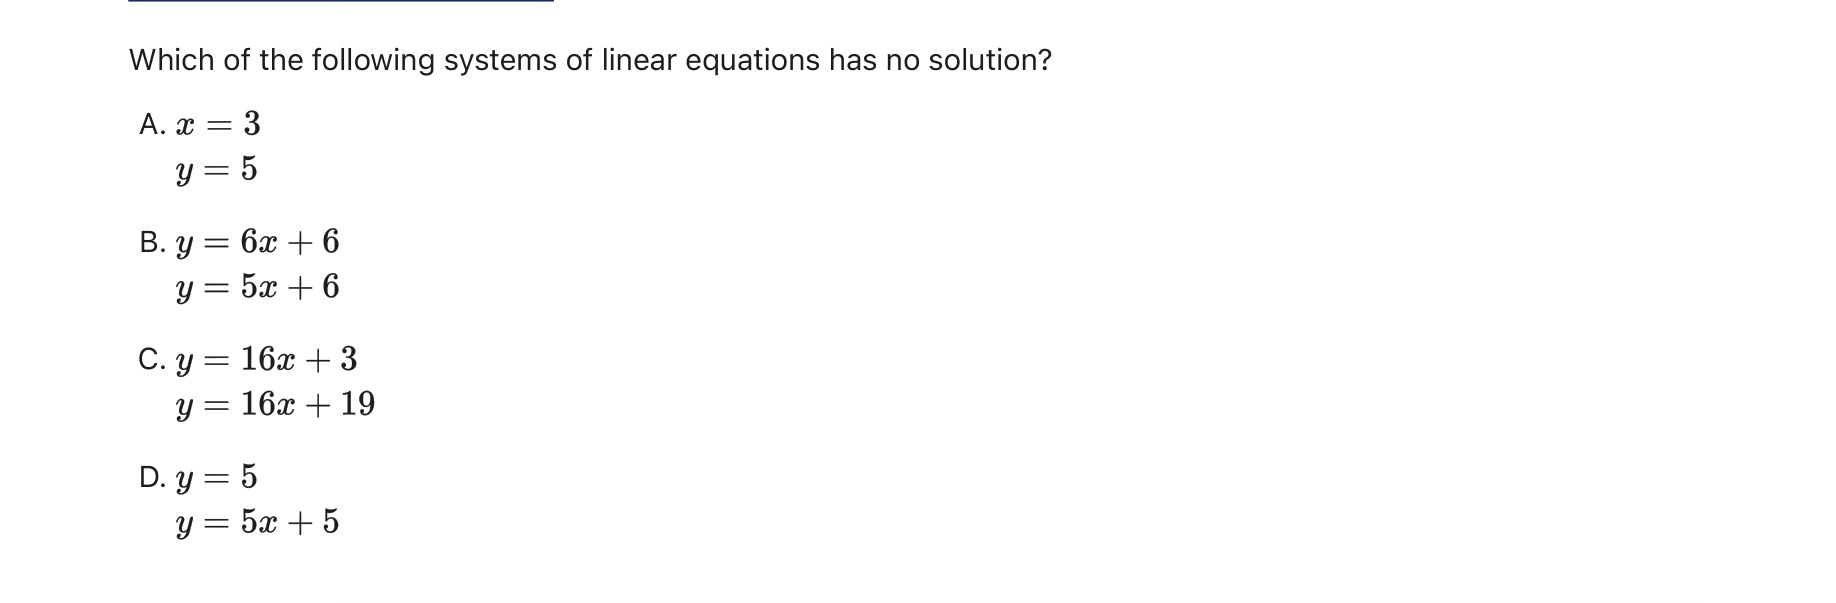 Which of the following systems of linear equations has no solution?
A. x = 3
y = 5
B. y = 6x + 6
y = 5x + 6
C. y = 16x + 3
y = 16x + 19
D. y = 5
y = 5x + 5